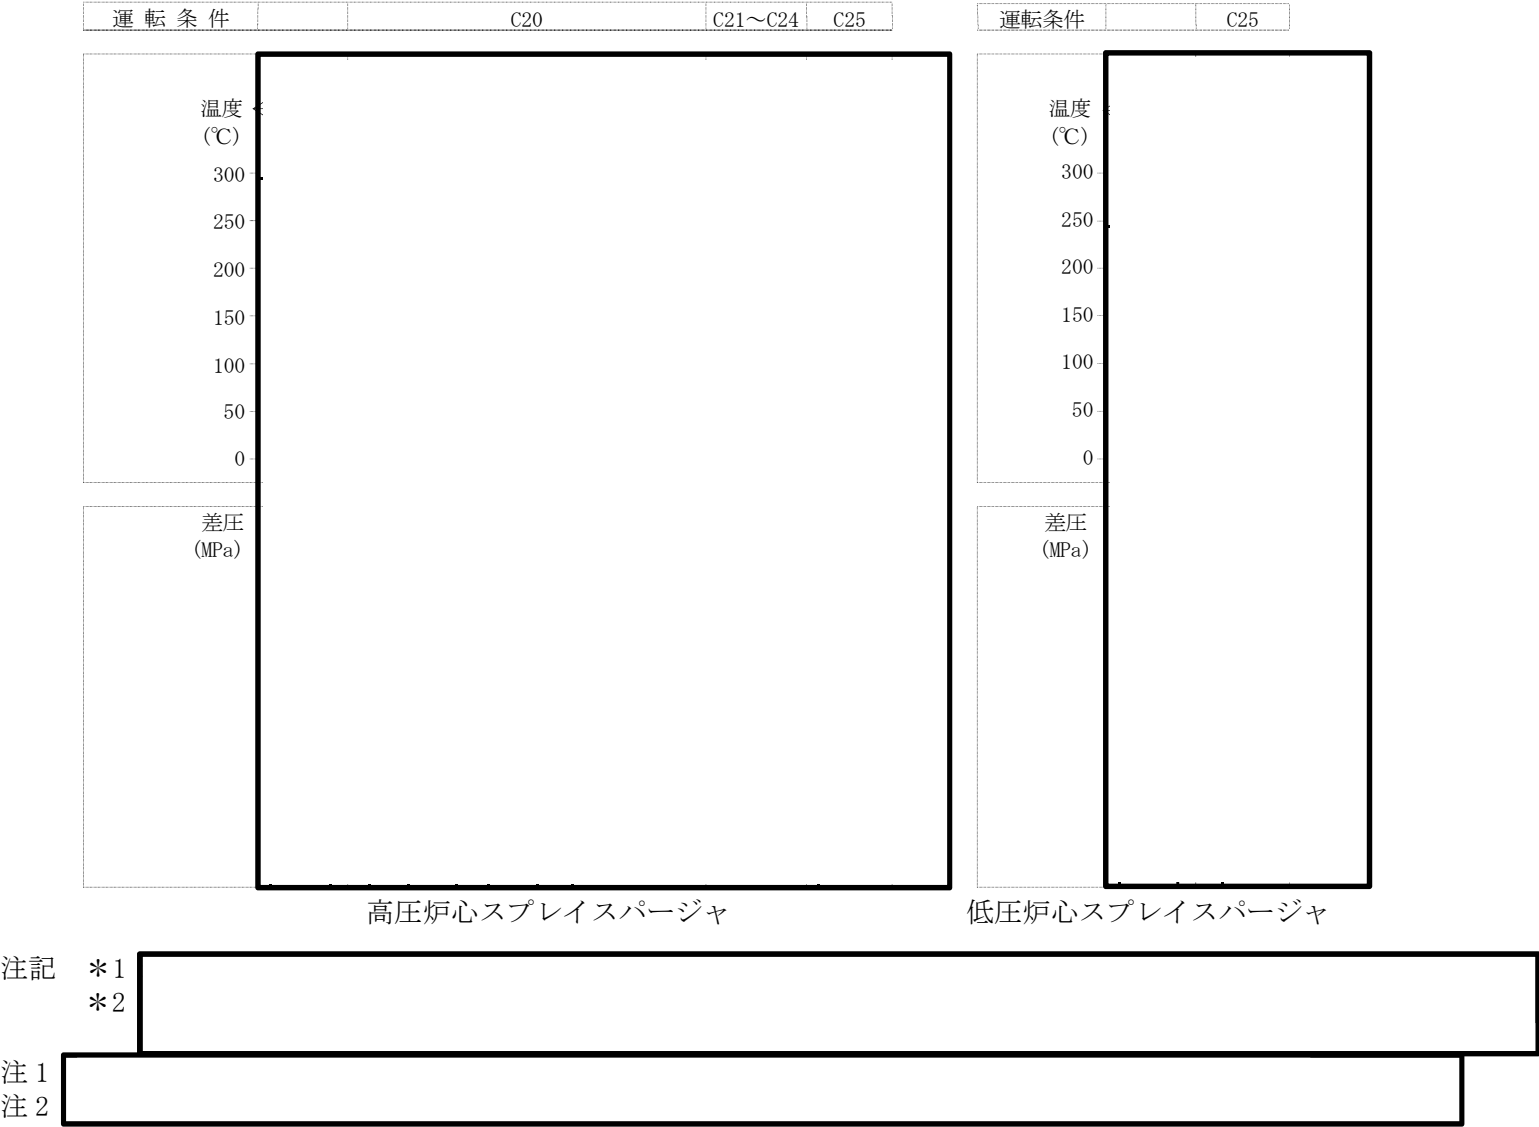 運転条件 C20 C21～C24 C25
温度
(℃)
300
250
200
150
100
50
0
差圧
(MPa)
高圧炉心スプレイスパージャ
運転条件 C25
温度
(℃)
300
250
200
150
100
50
0
差圧
(MPa)
低圧炉心スプレイスパージャ
注記 ＊1
＊2
注1
注2